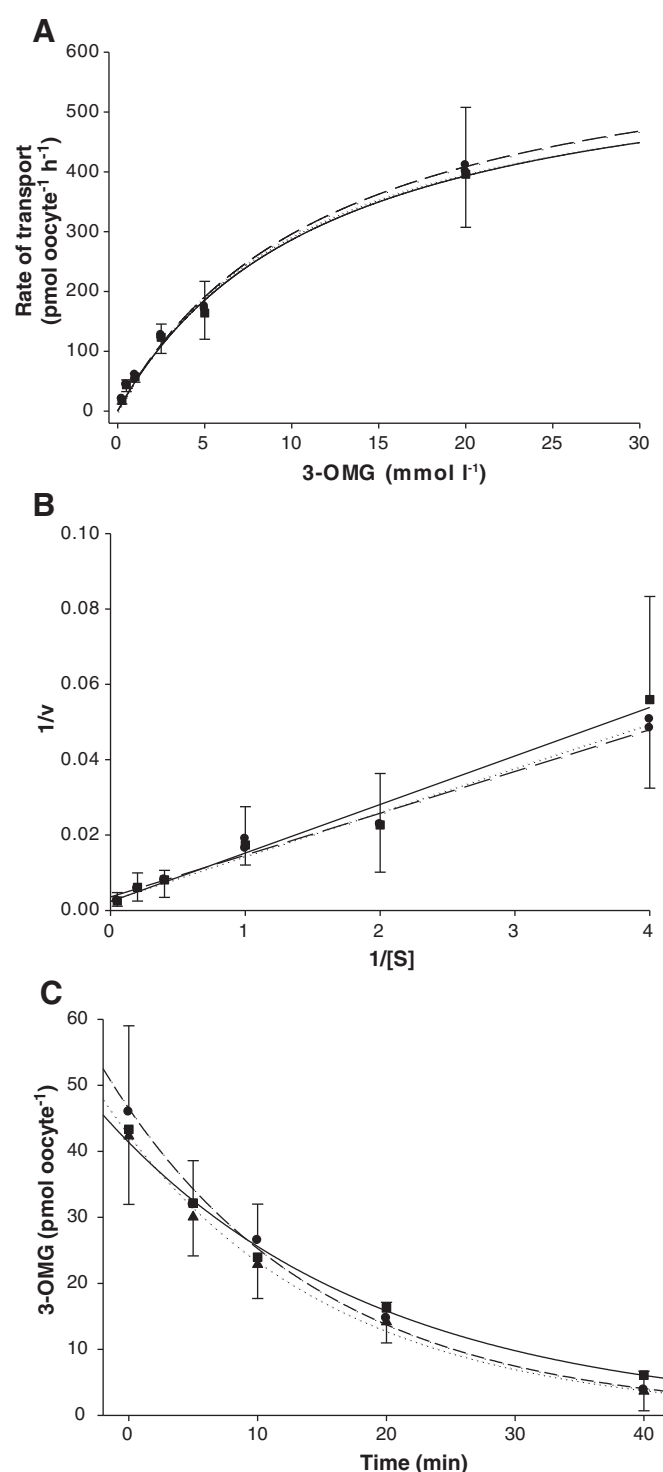 A
600
500
400
300
200
100
0
Rate of transport
(pmol oocyte⁻¹ h⁻¹)
0 5 10 15 20 25 30
3-OMG (mmol l⁻¹)
B
0.10
0.08
0.06
0.04
0.02
0.00
1/v
0 1 2 3 4
1/[S]
C
60
50
40
30
20
10
0
3-OMG (pmol oocyte⁻¹)
0 10 20 30 40
Time (min)